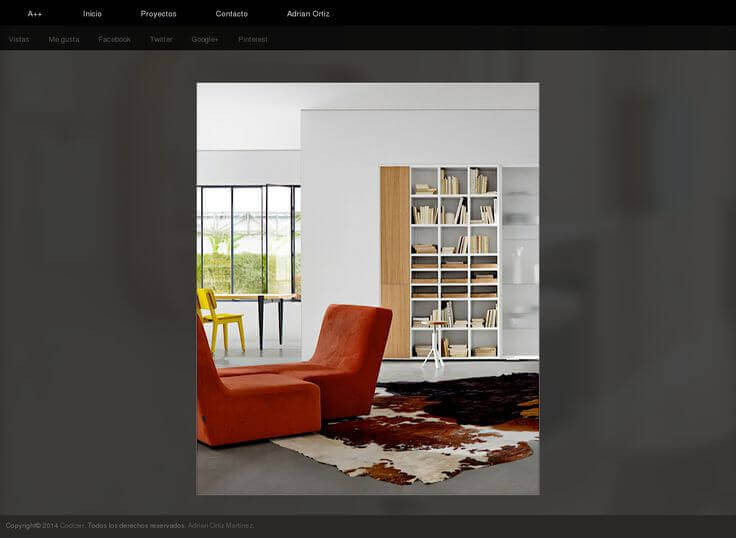 A++ Inicio Proyectos Contacto Adrian Ortiz
Vistas Me gusta Facebook Twitter Google+ Pinterest
Copyright© 2014 Coolzer. Todos los derechos reservados. Adrian Ortiz Martinez.